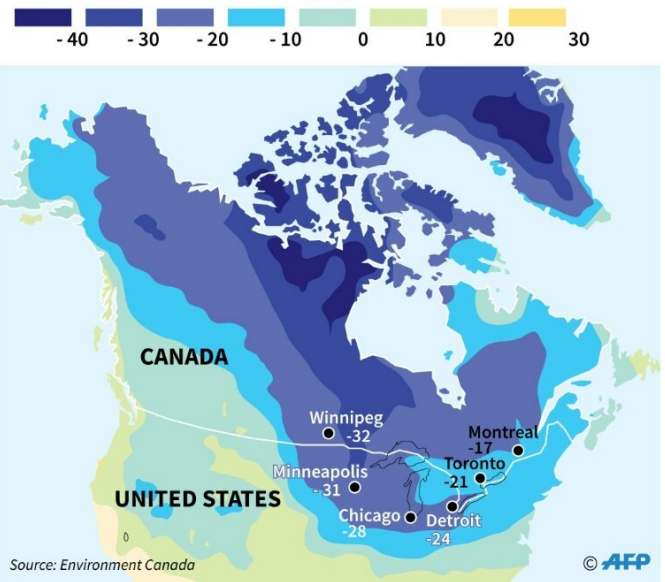 - 40 - 30 - 20 - 10 0 10 20 30
CANADA
Winnipeg
-32
Montreal
-17
Toronto
-21
Minneapolis
-31
UNITED STATES
Chicago
-28
Detroit
-24
Source: Environment Canada
© AFP